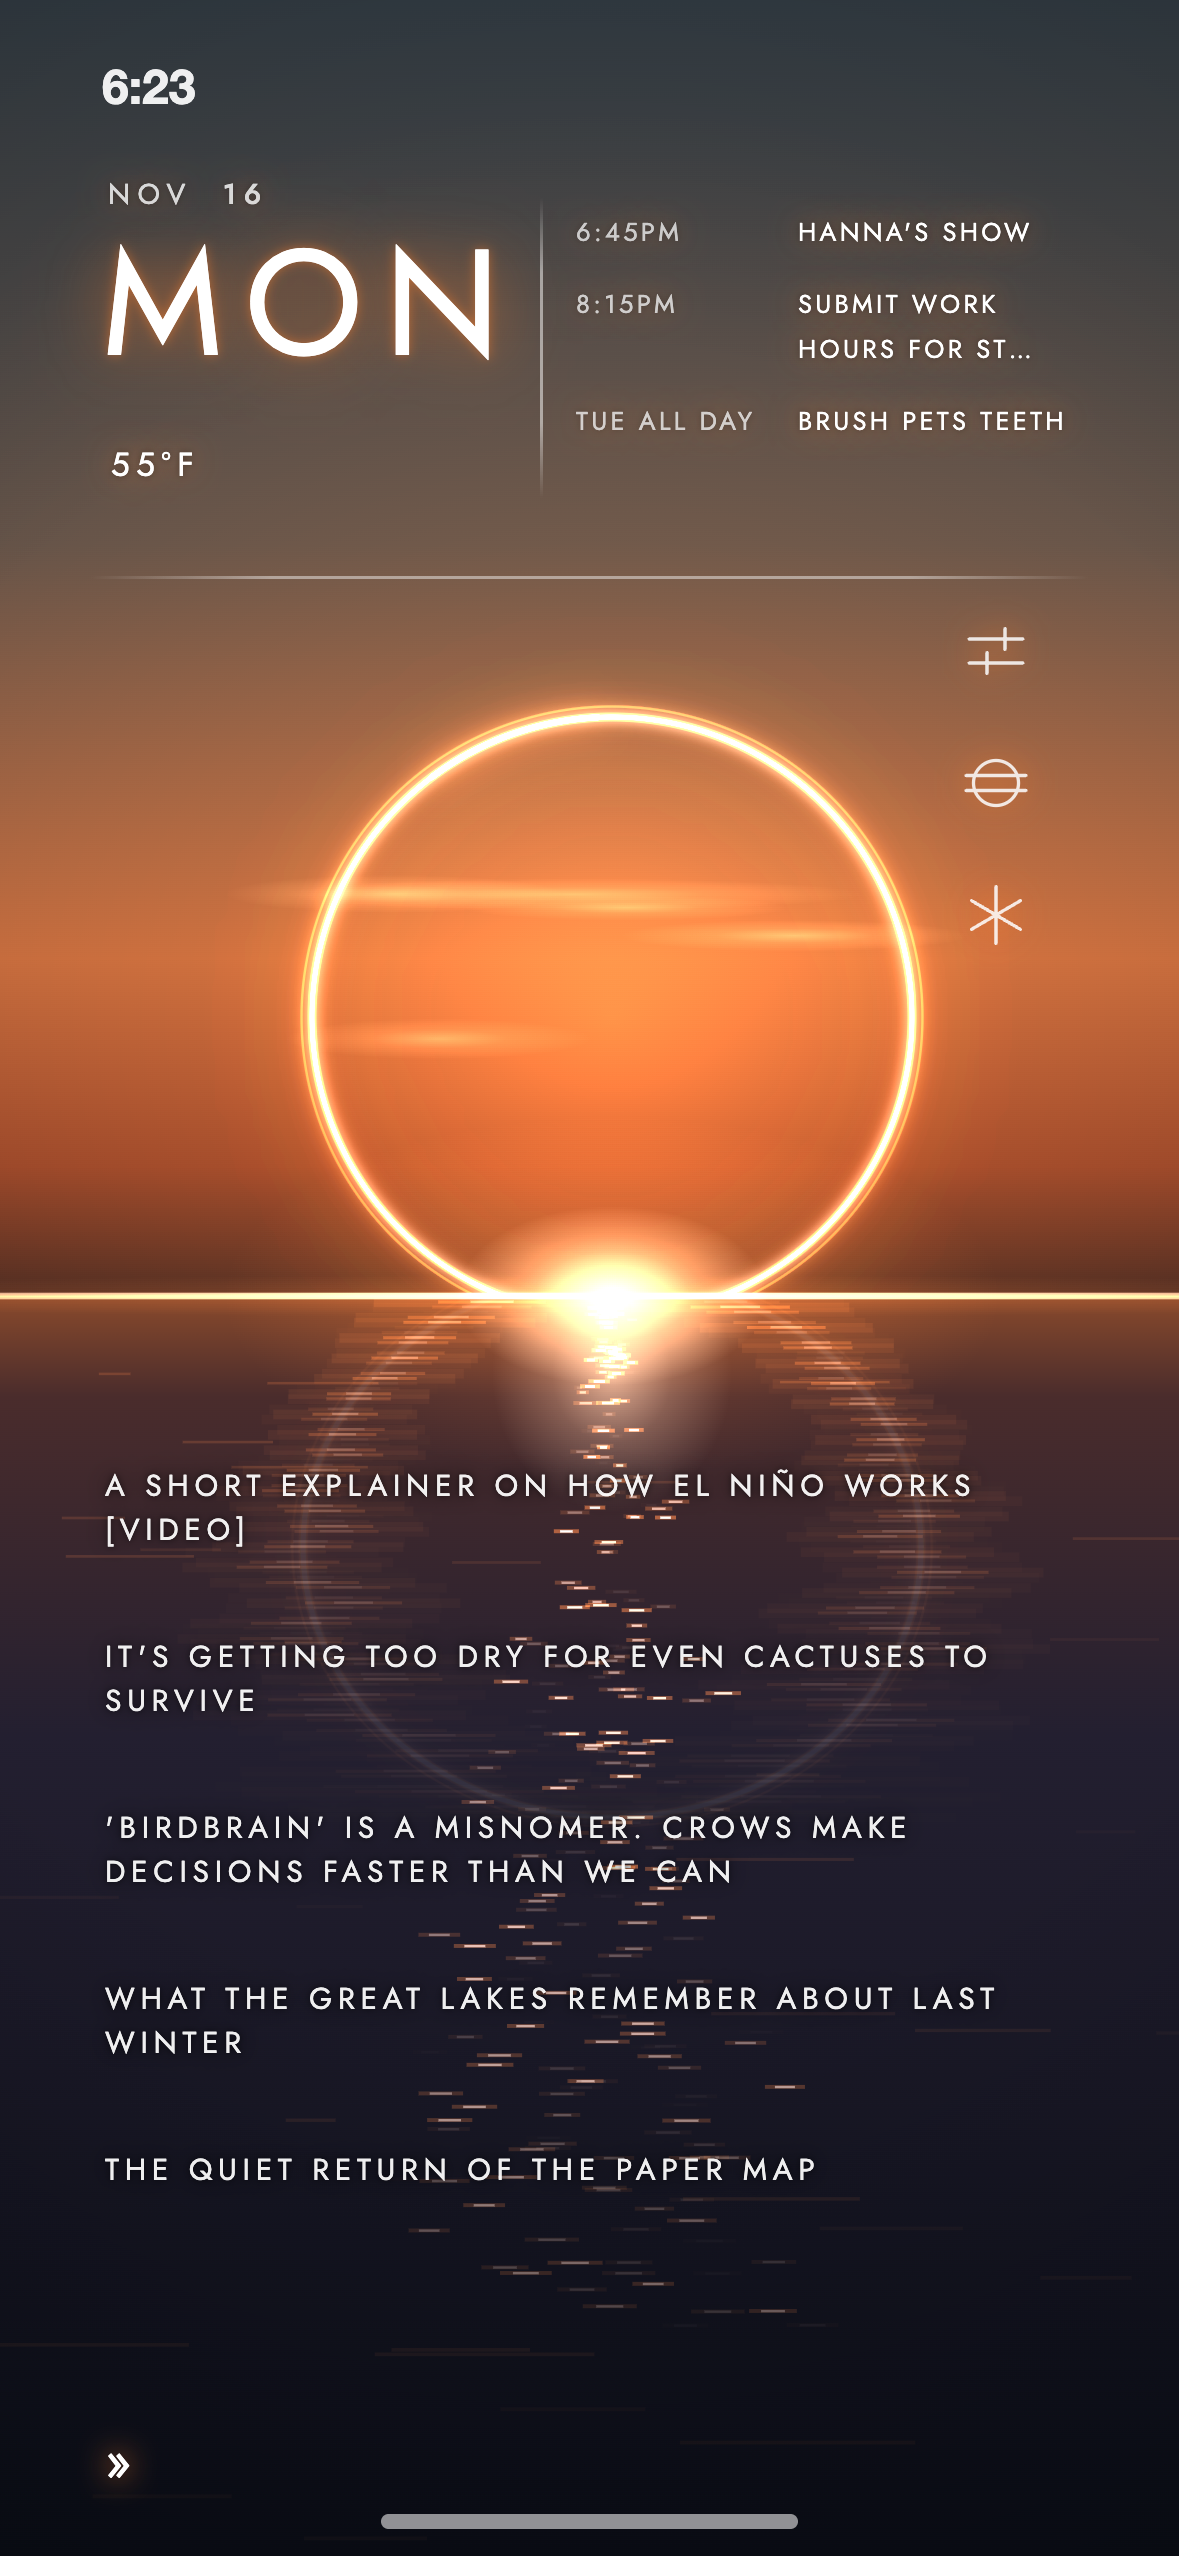 6:23
NOV 16
MON
55°F
6:45PM HANNA'S SHOW
8:15PM SUBMIT WORK
HOURS FOR ST...
TUE ALL DAY BRUSH PETS TEETH
A SHORT EXPLAINER ON HOW EL NIÑO WORKS
[VIDEO]
IT'S GETTING TOO DRY FOR EVEN CACTUSES TO
SURVIVE
'BIRDBRAIN' IS A MISNOMER. CROWS MAKE
DECISIONS FASTER THAN WE CAN
WHAT THE GREAT LAKES REMEMBER ABOUT LAST
WINTER
THE QUIET RETURN OF THE PAPER MAP
»